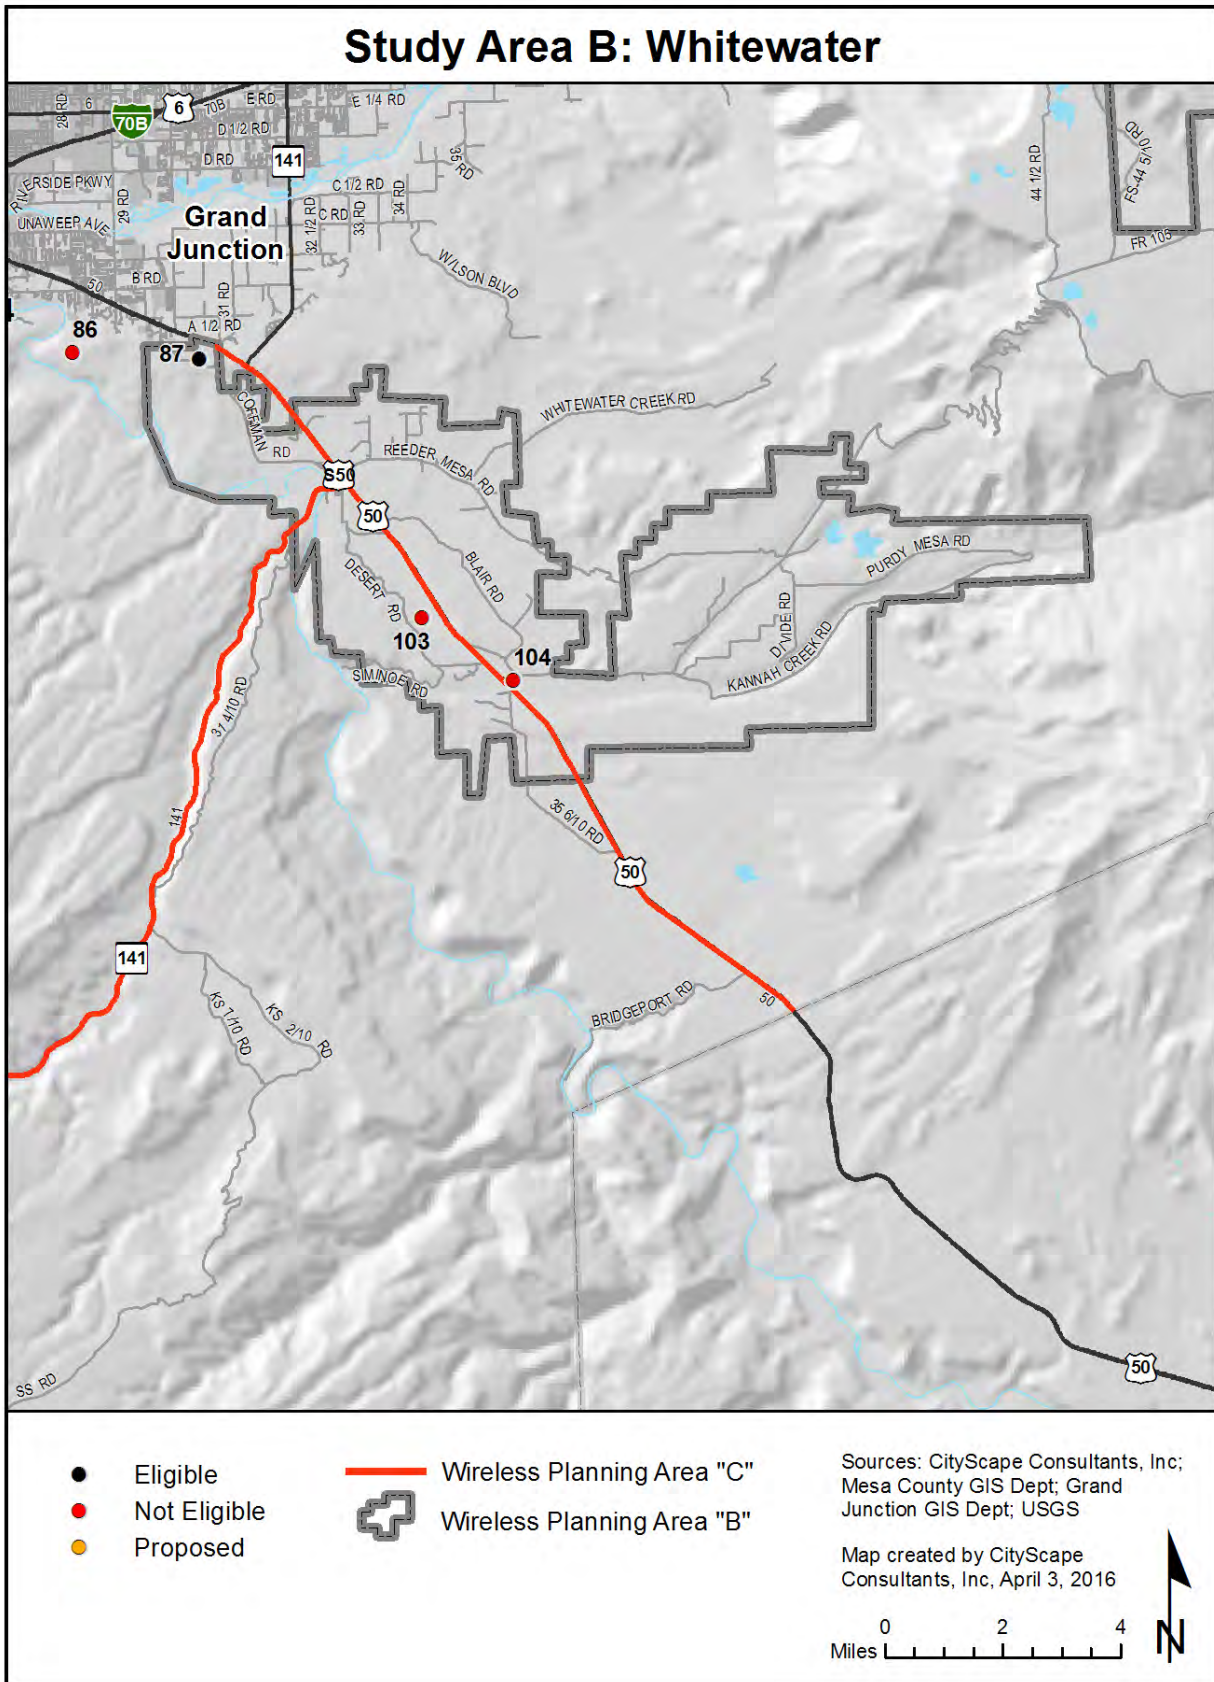 Study Area B: Whitewater
28 RD
6
70B
6
70B
E RD
E 1/4 RD
D 1/2 RD
D RD
141
35 RD
RIVERSIDE PKWY
29 RD
C 1/2 RD
34 RD
C RD
33 RD
32 1/2 RD
UNAWEEP AVE
Grand
Junction
44 1/2 RD
FS-44 5/10 RD
FR 105
WILSON BLVD
B RD
50
31 RD
A 1/2 RD
86
87
COFFMAN
RD
WHITEWATER CREEK RD
REEDER MESA RD
S50
50
BLAIR RD
DESERT
RD
PURDY MESA RD
DIVIDE RD
KANNAH CREEK RD
103
104
SIMINOE RD
31 4/10 RD
141
35 6/10 RD
50
141
KS 1/10 RD
KS 2/10 RD
BRIDGEPORT RD
50
SS RD
50
Eligible
Not Eligible
Proposed
Wireless Planning Area "C"
Wireless Planning Area "B"
Sources: CityScape Consultants, Inc;
Mesa County GIS Dept; Grand
Junction GIS Dept; USGS
Map created by CityScape
Consultants, Inc, April 3, 2016
0 2 4
Miles
N